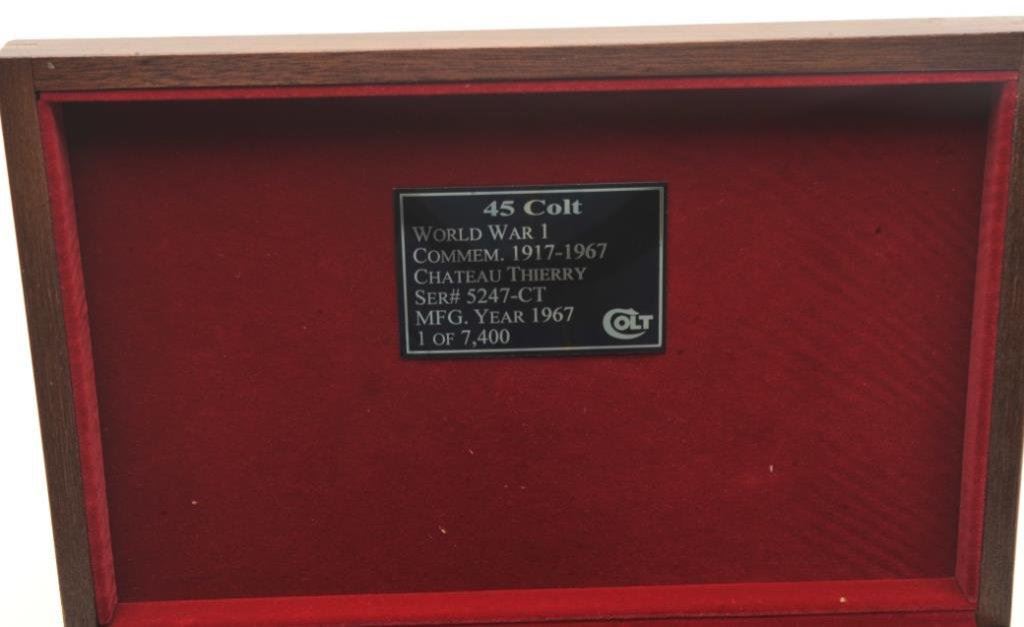 45 Colt
WORLD WAR 1
COMMEM. 1917-1967
CHATEAU THIERRY
SER# 5247-CT
MFG. YEAR 1967
1 OF 7,400
COLT